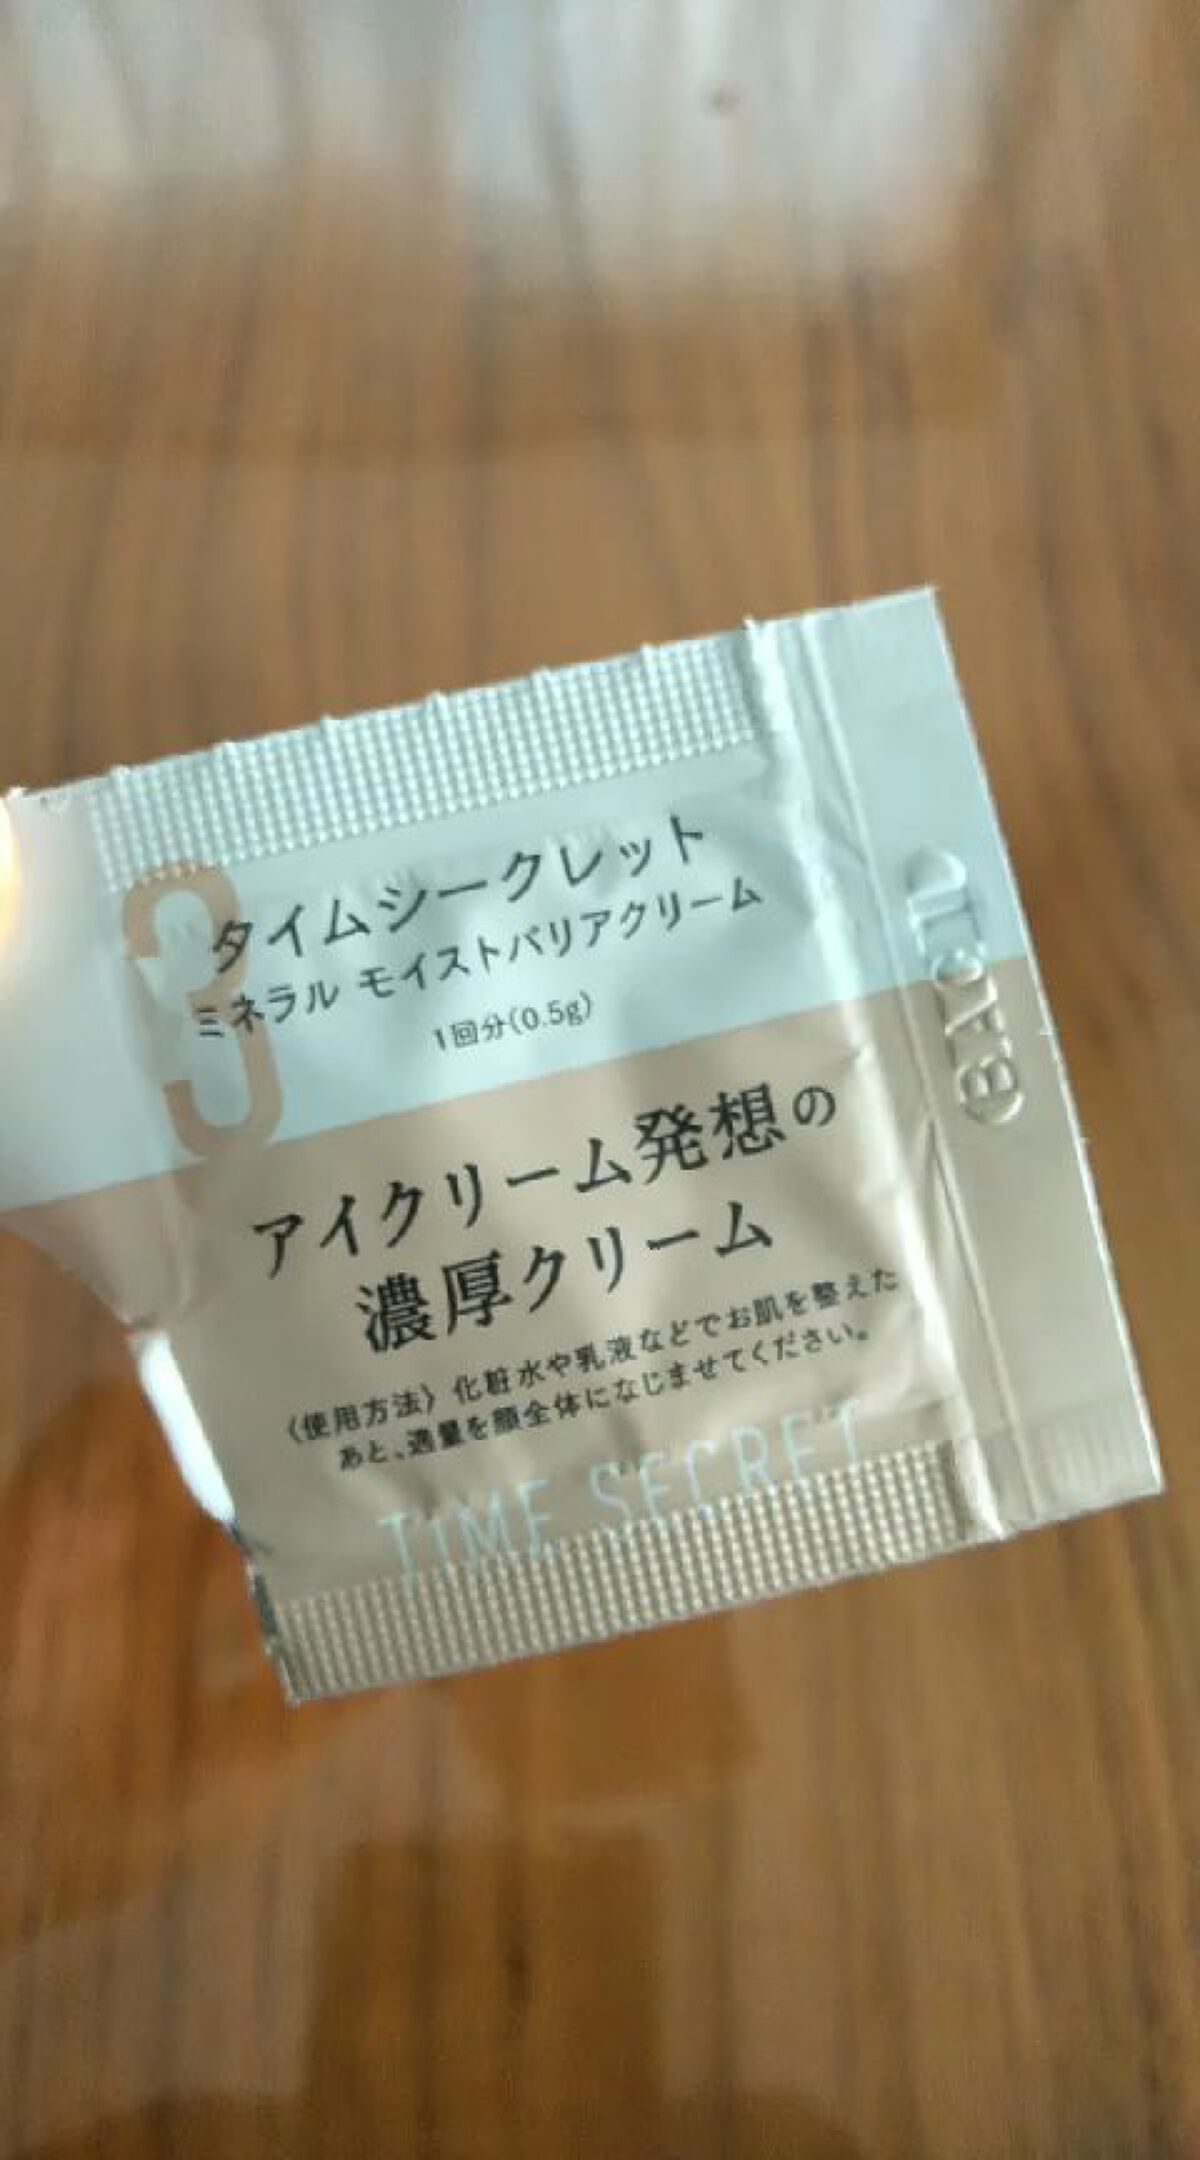 3
タイムシークレット
ミネラル モイストバリアクリーム
1回分(0.5g)
アイクリーム発想の
濃厚クリーム
〈使用方法〉化粧水や乳液などでお肌を整えた
あと、適量を顔全体になじませてください。
TIME SECRET